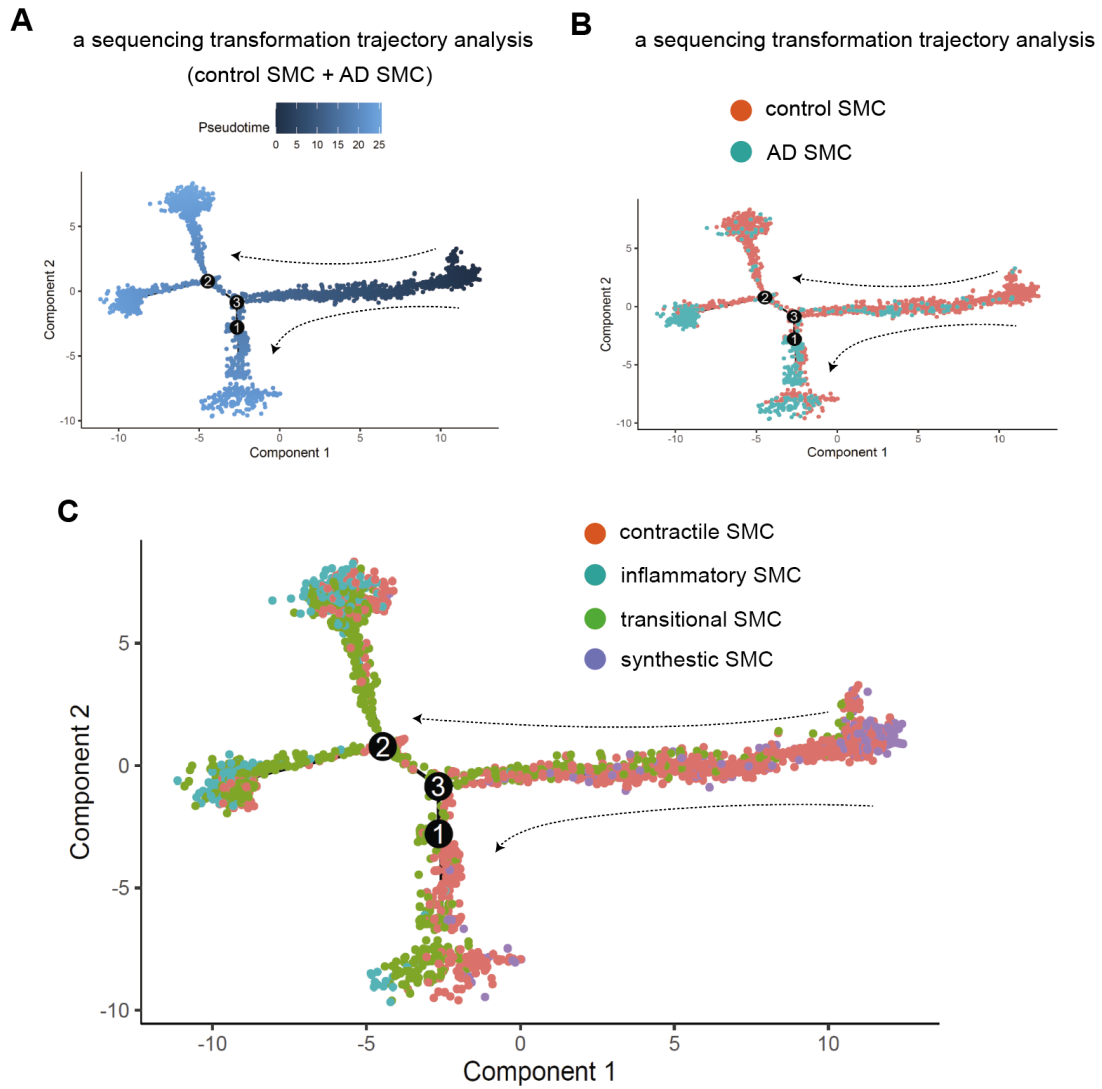 A
a sequencing transformation trajectory analysis
(control SMC + AD SMC)
Pseudotime
0 5 10 15 20 25
5
0
-5
-10
Component 2
2
3
1
-10 -5 0 5 10
Component 1
B
a sequencing transformation trajectory analysis
control SMC
AD SMC
5
0
-5
-10
Component 2
2
3
1
-10 -5 0 5 10
Component 1
C
contractile SMC
inflammatory SMC
transitional SMC
synthestic SMC
5
0
-5
-10
Component 2
2
3
1
-10 -5 0 5 10
Component 1